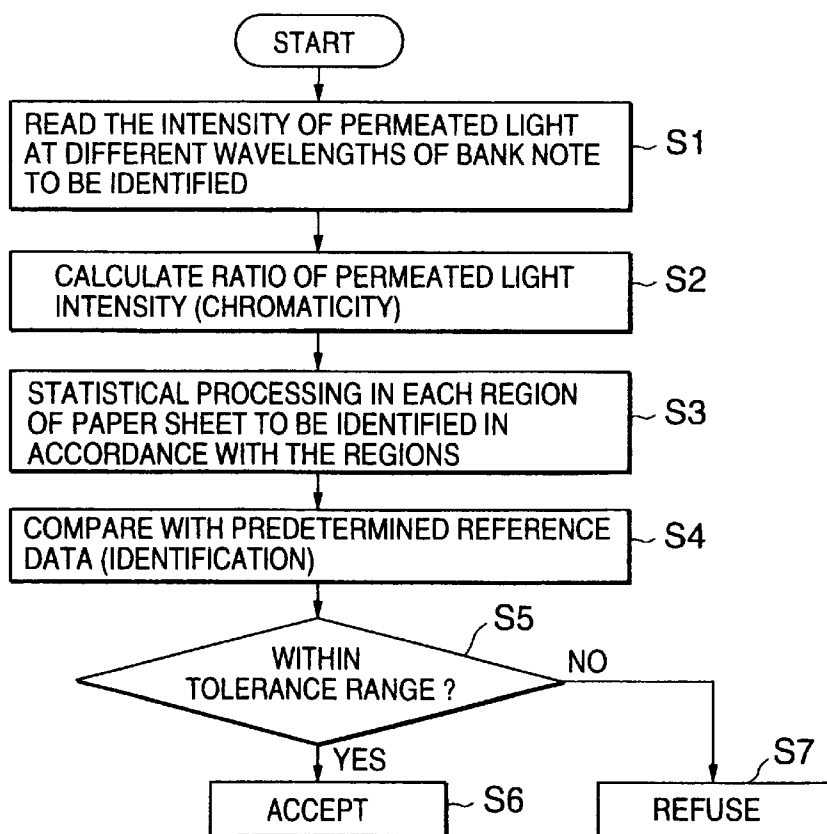 START
READ THE INTENSITY OF PERMEATED LIGHT
AT DIFFERENT WAVELENGTHS OF BANK NOTE
TO BE IDENTIFIED
S1
CALCULATE RATIO OF PERMEATED LIGHT
INTENSITY (CHROMATICITY)
S2
STATISTICAL PROCESSING IN EACH REGION
OF PAPER SHEET TO BE IDENTIFIED IN
ACCORDANCE WITH THE REGIONS
S3
COMPARE WITH PREDETERMINED REFERENCE
DATA (IDENTIFICATION)
S4
S5
WITHIN
TOLERANCE RANGE ?
NO
YES
ACCEPT
S6
S7
REFUSE